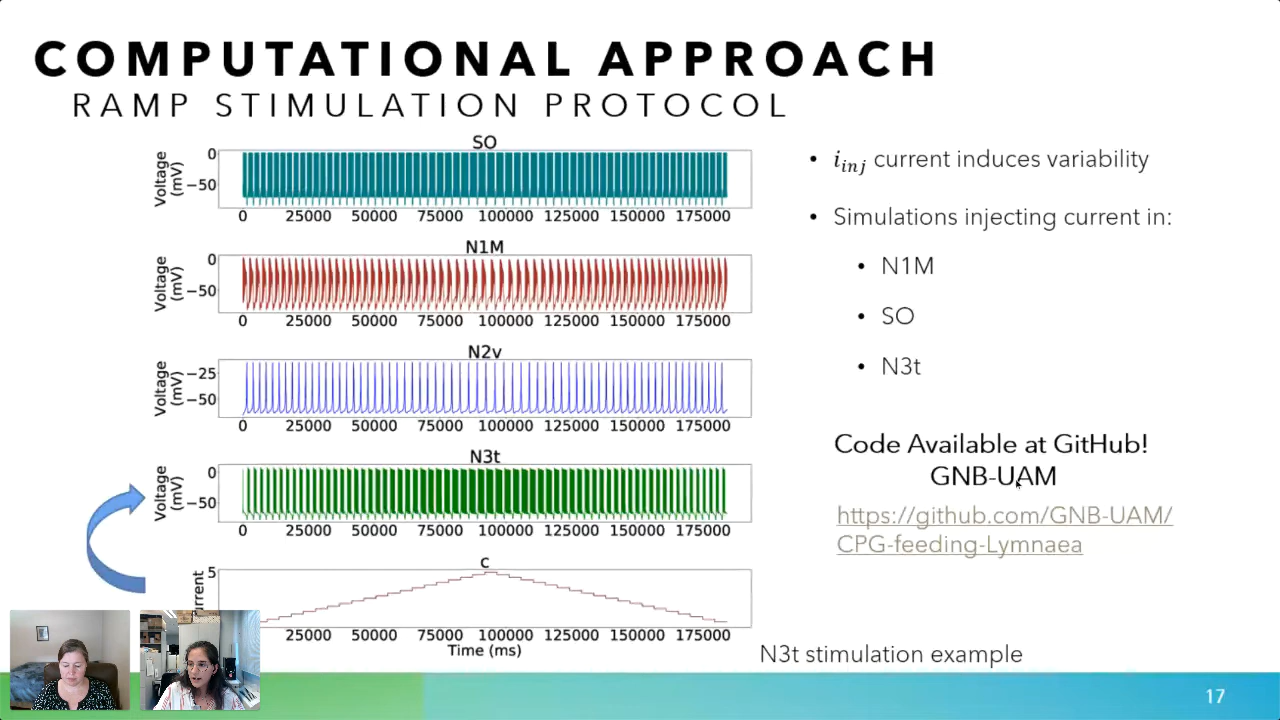 COMPUTATIONAL APPROACH
RAMP STIMULATION PROTOCOL
SO
Voltage (mV)
0
−50
0 25000 50000 75000 100000 125000 150000 175000
N1M
Voltage (mV)
0
−50
0 25000 50000 75000 100000 125000 150000 175000
N2v
Voltage (mV)
−25
−50
0 25000 50000 75000 100000 125000 150000 175000
N3t
Voltage (mV)
0
−50
0 25000 50000 75000 100000 125000 150000 175000
c
5
25000 50000 75000 100000 125000 150000 175000
Time (ms)
• i_inj current induces variability
• Simulations injecting current in:
• N1M
• SO
• N3t
Code Available at GitHub!
GNB-UAM
https://github.com/GNB-UAM/
CPG-feeding-Lymnaea
N3t stimulation example
17